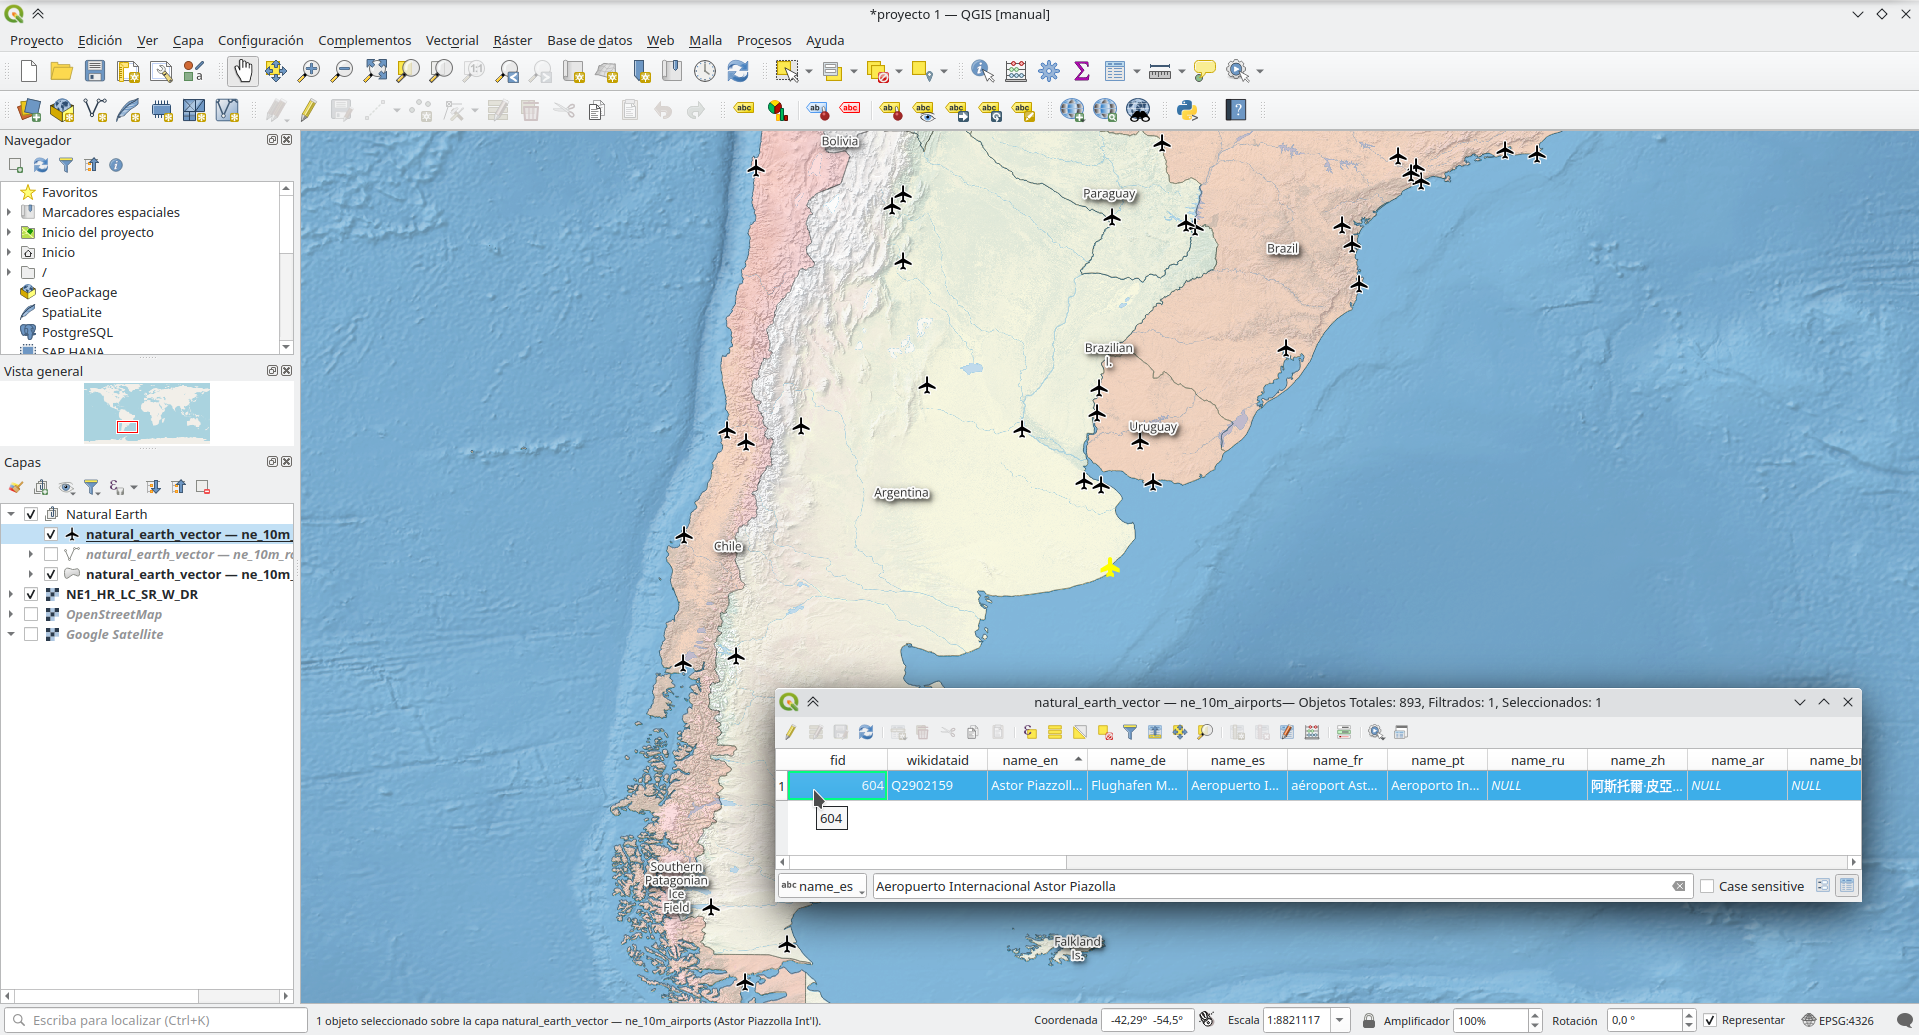 *proyecto 1 — QGIS [manual]
Proyecto Edición Ver Capa Configuración Complementos Vectorial Ráster Base de datos Web Malla Procesos Ayuda
Navegador
Favoritos
Marcadores espaciales
Inicio del proyecto
Inicio
/
GeoPackage
SpatiaLite
PostgreSQL
SAP HANA
Vista general
Capas
Natural Earth
natural_earth_vector — ne_10m_
natural_earth_vector — ne_10m_r
natural_earth_vector — ne_10m_
NE1_HR_LC_SR_W_DR
OpenStreetMap
Google Satellite
Bolivia
Paraguay
Brazil
Brazilian
I.
Uruguay
Argentina
Chile
Southern
Patagonian
Ice
Field
Falkland
Is.
natural_earth_vector — ne_10m_airports— Objetos Totales: 893, Filtrados: 1, Seleccionados: 1
fid wikidataid name_en name_de name_es name_fr name_pt name_ru name_zh name_ar name_br
1 604 Q2902159 Astor Piazzoll... Flughafen M... Aeropuerto I... aéroport Ast... Aeroporto In... NULL 阿斯托爾·皮亞... NULL NULL
604
abc name_es Aeropuerto Internacional Astor Piazolla Case sensitive
Escriba para localizar (Ctrl+K) 1 objeto seleccionado sobre la capa natural_earth_vector — ne_10m_airports (Astor Piazzolla Int'l). Coordenada -42,29° -54,5° Escala 1:8821117 Amplificador 100% Rotación 0,0 ° Representar EPSG:4326